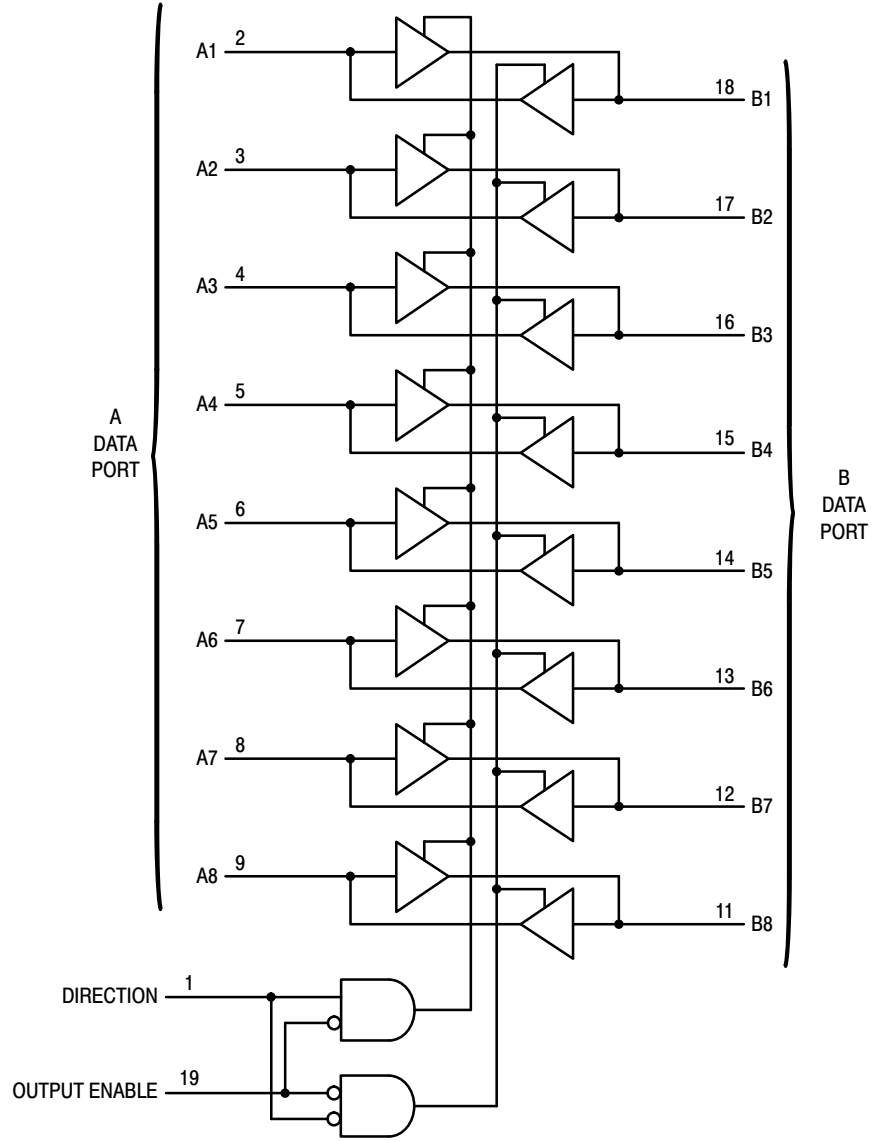 A1 2
18 B1
A2 3
17 B2
A3 4
16 B3
A4 5
15 B4
A
DATA
PORT
B
DATA
PORT
A5 6
14 B5
A6 7
13 B6
A7 8
12 B7
A8 9
11 B8
DIRECTION 1
OUTPUT ENABLE 19